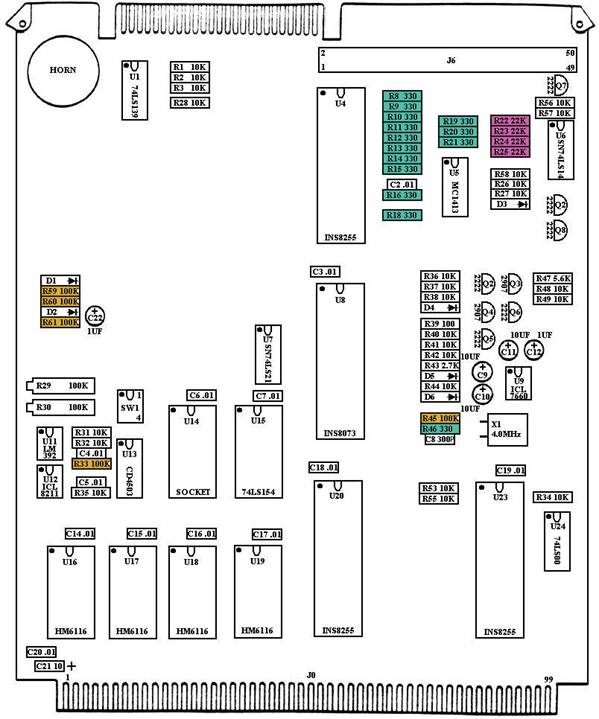 HORN
U1
74LS139
R1 10K
R2 10K
R3 10K
R28 10K
2 50
1 J6 49
U4
INS8255
R8 330
R9 330
R10 330
R11 330
R12 330
R13 330
R14 330
R15 330
C2 .01
R16 330
R18 330
R19 330
R20 330
R21 330
U5
MC1413
R22 22K
R23 22K
R24 22K
R25 22K
R58 10K
R26 10K
R27 10K
D3
2222 Q7
R56 10K
R57 10K
U6
SN74LS14
2222 Q2
2222 Q8
D1
R59 100K
R60 100K
D2
R61 100K
C22
1UF
C3 .01
U8
INS8073
U7
SN74LS21
R36 10K
R37 10K
R38 10K
D4
R39 100
R40 10K
R41 10K
R42 10K
R43 2.7K
D5
R44 10K
D6
R45 100K
R46 330
C8 300P
2222 Q2
2907 Q3
2907 Q4
2222 Q6
2222 Q5
R47 5.6K
R48 10K
R49 10K
10UF
C9
C10
10UF
10UF
C11
1UF
C12
U9
ICL
7660
X1
4.0MHz
R29 100K
R30 100K
1
SW1
4
C6 .01
C7 .01
U14
SOCKET
U15
74LS154
U11
LM
392
U12
ICL
8211
R31 10K
R32 10K
C4 .01
R33 100K
C5 .01
R35 10K
U13
CD4503
C18 .01
U20
INS8255
R53 10K
R55 10K
C19 .01
U23
INS8255
R34 10K
U24
74LS00
C14 .01
C15 .01
C16 .01
C17 .01
U16
HM6116
U17
HM6116
U18
HM6116
U19
HM6116
C20 .01
C21 10 +
1 J0 99